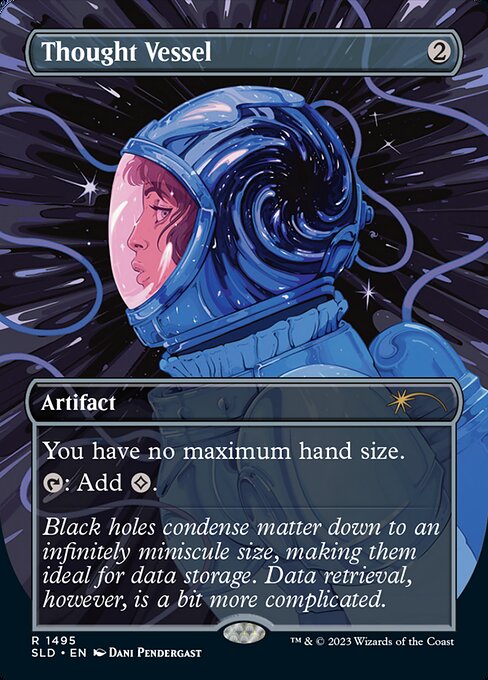 Thought Vessel 2
Artifact
You have no maximum hand size.
: Add .
Black holes condense matter down to an
infinitely miniscule size, making them
ideal for data storage. Data retrieval,
however, is a bit more complicated.
R 1495
SLD • EN Dani Pendergast
™ & © 2023 Wizards of the Coast